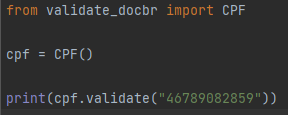 from validate_docbr import CPF
cpf = CPF()
print(cpf.validate("46789082859"))